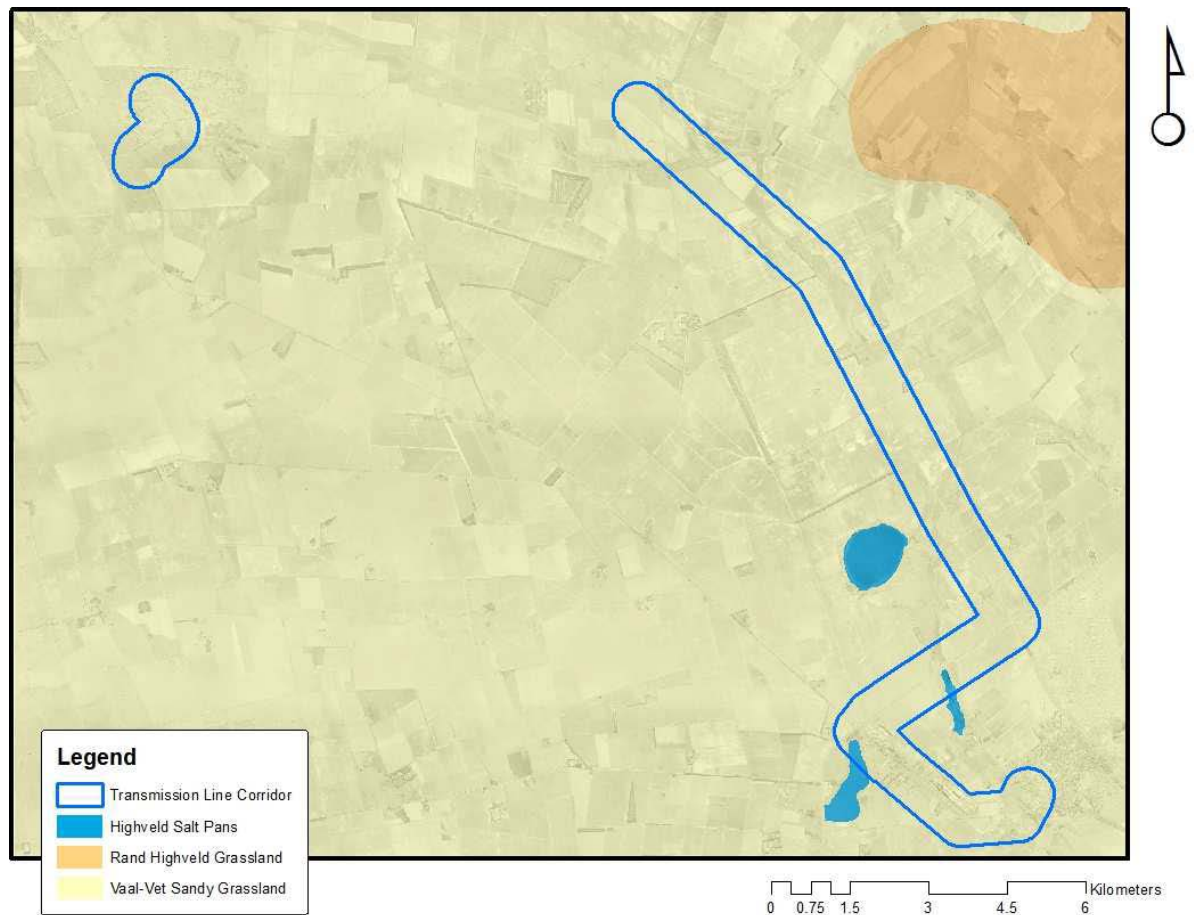 Legend
Transmission Line Corridor
Highveld Salt Pans
Rand Highveld Grassland
Vaal-Vet Sandy Grassland
Kilometers
0 0.75 1.5 3 4.5 6